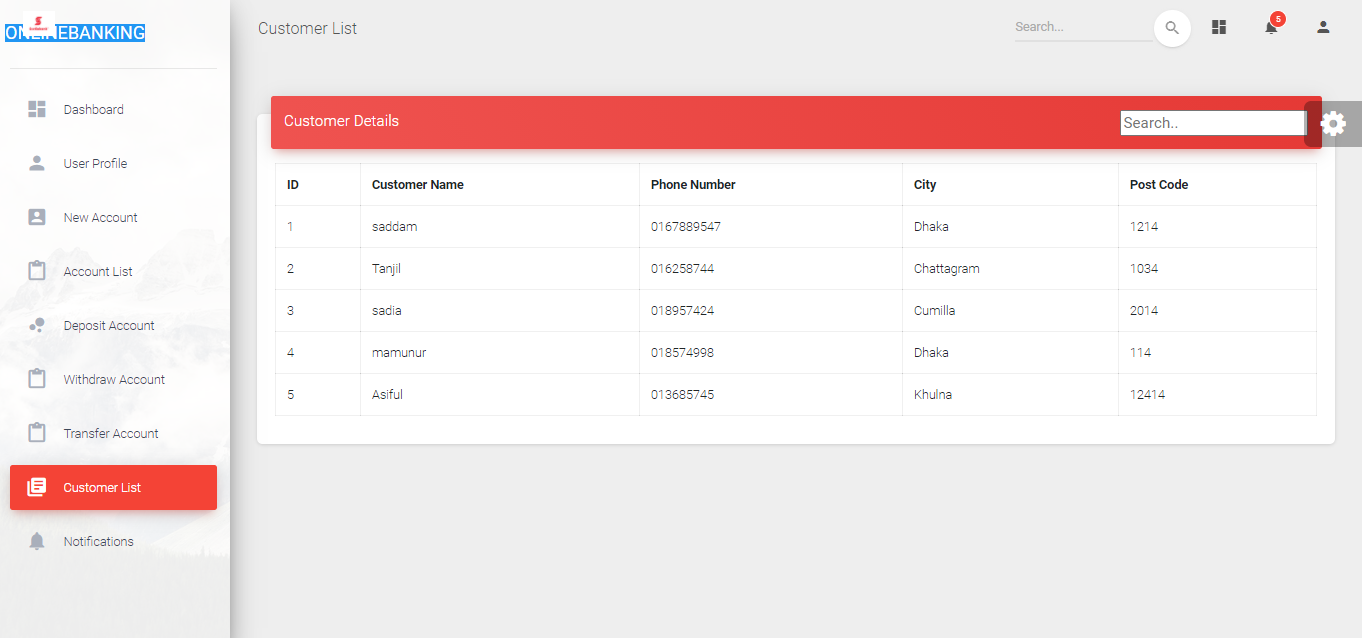 ONLINEBANKING
Dashboard
User Profile
New Account
Account List
Deposit Account
Withdraw Account
Transfer Account
Customer List
Notifications
Customer List
Search...
5
Customer Details
Search..
ID Customer Name Phone Number City Post Code
1 saddam 0167889547 Dhaka 1214
2 Tanjil 016258744 Chattagram 1034
3 sadia 018957424 Cumilla 2014
4 mamunur 018574998 Dhaka 114
5 Asiful 013685745 Khulna 12414